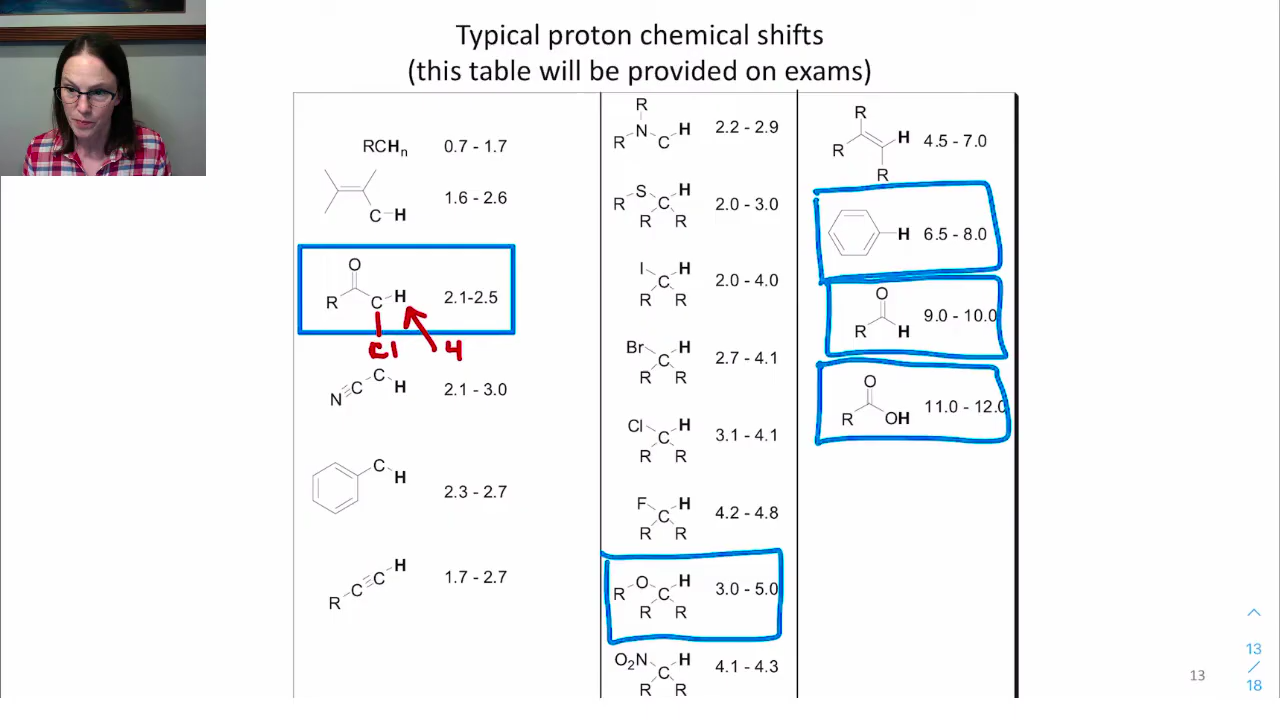 Typical proton chemical shifts
(this table will be provided on exams)
RCHn 0.7 - 1.7
C H 1.6 - 2.6
O
R C H 2.1-2.5
Cl 4
N C C H 2.1 - 3.0
C H 2.3 - 2.7
R C C H 1.7 - 2.7
R
R N C H 2.2 - 2.9
R S C H 2.0 - 3.0
R R
I C H 2.0 - 4.0
R R
Br C H 2.7 - 4.1
R R
Cl C H 3.1 - 4.1
R R
F C H 4.2 - 4.8
R R
R O C H 3.0 - 5.0
R R
O2N C H 4.1 - 4.3
R R
R
R H 4.5 - 7.0
R
H 6.5 - 8.0
O
R H 9.0 - 10.0
O
R OH 11.0 - 12.0
13
13
/
18